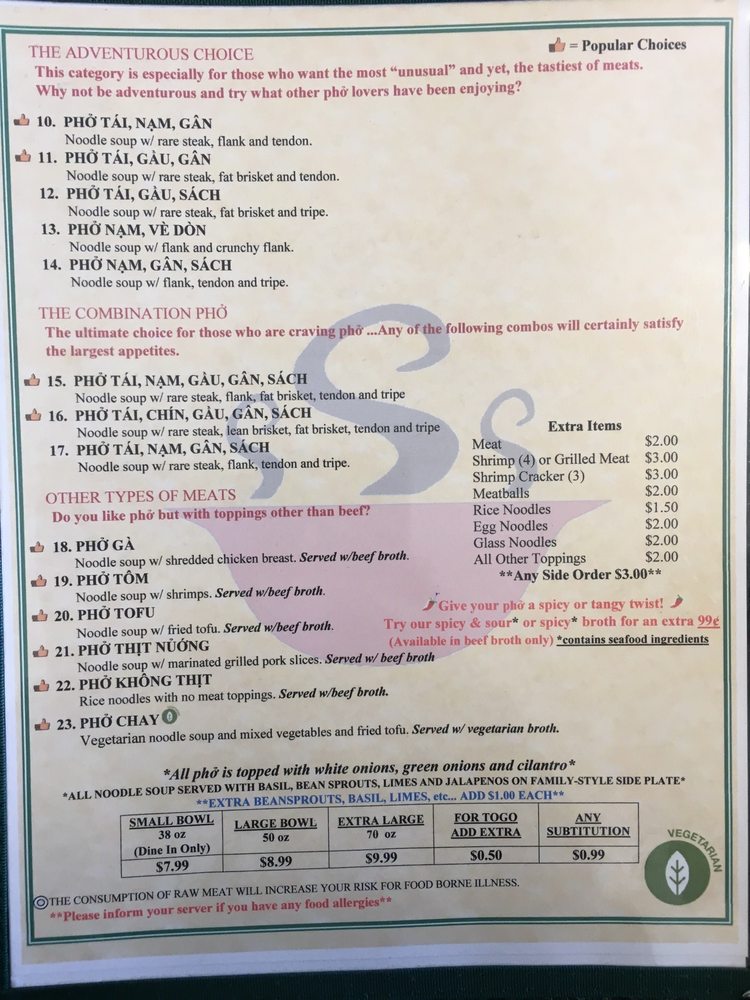 = Popular Choices
THE ADVENTUROUS CHOICE
This category is especially for those who want the most “unusual” and yet, the tastiest of meats.
Why not be adventurous and try what other phở lovers have been enjoying?
10. PHỞ TÁI, NẠM, GÂN
Noodle soup w/ rare steak, flank and tendon.
11. PHỞ TÁI, GẦU, GÂN
Noodle soup w/ rare steak, fat brisket and tendon.
12. PHỞ TÁI, GẦU, SÁCH
Noodle soup w/ rare steak, fat brisket and tripe.
13. PHỞ NẠM, VÈ DÒN
Noodle soup w/ flank and crunchy flank.
14. PHỞ NẠM, GÂN, SÁCH
Noodle soup w/ flank, tendon and tripe.
THE COMBINATION PHỞ
The ultimate choice for those who are craving phở ...Any of the following combos will certainly satisfy
the largest appetites.
15. PHỞ TÁI, NẠM, GẦU, GÂN, SÁCH
Noodle soup w/ rare steak, flank, fat brisket, tendon and tripe
16. PHỞ TÁI, CHÍN, GẦU, GÂN, SÁCH
Noodle soup w/ rare steak, lean brisket, fat brisket, tendon and tripe
17. PHỞ TÁI, NẠM, GÂN, SÁCH
Noodle soup w/ rare steak, flank, tendon and tripe.
OTHER TYPES OF MEATS
Do you like phở but with toppings other than beef?
18. PHỞ GÀ
Noodle soup w/ shredded chicken breast. Served w/beef broth.
19. PHỞ TÔM
Noodle soup w/ shrimps. Served w/beef broth.
20. PHỞ TOFU
Noodle soup w/ fried tofu. Served w/beef broth.
21. PHỞ THỊT NƯỚNG
Noodle soup w/ marinated grilled pork slices. Served w/ beef broth
22. PHỞ KHÔNG THỊT
Rice noodles with no meat toppings. Served w/beef broth.
23. PHỞ CHAY
Vegetarian noodle soup and mixed vegetables and fried tofu. Served w/ vegetarian broth.
Extra Items
Meat $2.00
Shrimp (4) or Grilled Meat $3.00
Shrimp Cracker (3) $3.00
Meatballs $2.00
Rice Noodles $1.50
Egg Noodles $2.00
Glass Noodles $2.00
All Other Toppings $2.00
**Any Side Order $3.00**
Give your phở a spicy or tangy twist!
Try our spicy & sour* or spicy* broth for an extra 99¢
(Available in beef broth only) *contains seafood ingredients
*All phở is topped with white onions, green onions and cilantro*
*ALL NOODLE SOUP SERVED WITH BASIL, BEAN SPROUTS, LIMES AND JALAPENOS ON FAMILY-STYLE SIDE PLATE*
**EXTRA BEANSPROUTS, BASIL, LIMES, etc... ADD $1.00 EACH**
SMALL BOWL LARGE BOWL EXTRA LARGE FOR TOGO ANY
38 oz 50 oz 70 oz ADD EXTRA SUBTITUTION
(Dine In Only)
$7.99 $8.99 $9.99 $0.50 $0.99
VEGETARIAN
THE CONSUMPTION OF RAW MEAT WILL INCREASE YOUR RISK FOR FOOD BORNE ILLNESS.
**Please inform your server if you have any food allergies**